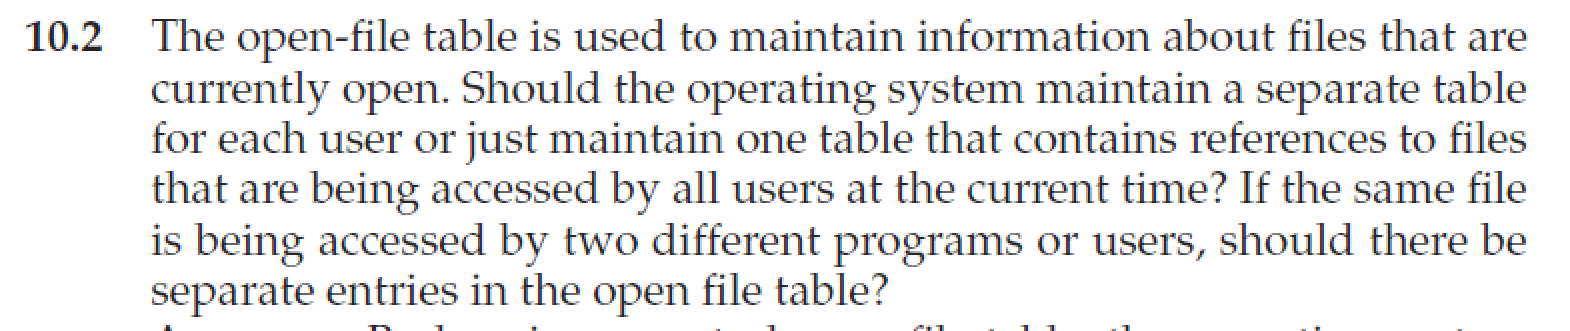 10.2 The open-file table is used to maintain information about files that are
currently open. Should the operating system maintain a separate table
for each user or just maintain one table that contains references to files
that are being accessed by all users at the current time? If the same file
is being accessed by two different programs or users, should there be
separate entries in the open file table?